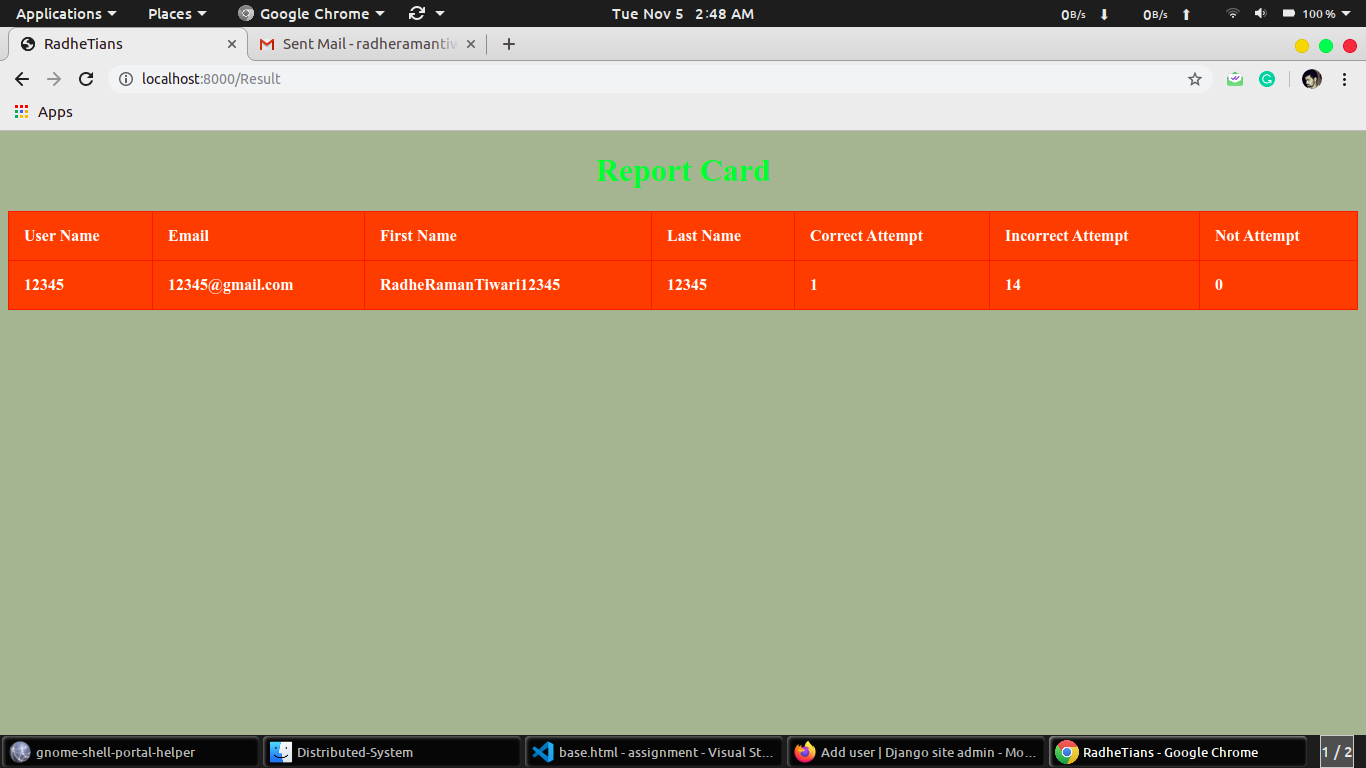 Applications Places Google Chrome Tue Nov 5 2:48 AM 0B/s 0B/s 100 %
RadheTians Sent Mail - radheramantiw
localhost:8000/Result
Apps
Report Card
User Name Email First Name Last Name Correct Attempt Incorrect Attempt Not Attempt
12345 12345@gmail.com RadheRamanTiwari12345 12345 1 14 0
gnome-shell-portal-helper Distributed-System base.html - assignment - Visual St... Add user | Django site admin - Mo... RadheTians - Google Chrome 1 / 2